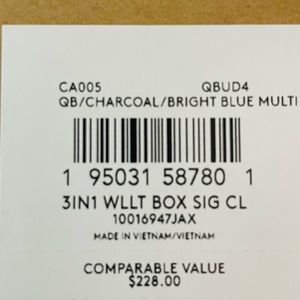 CA005 QBUD4
QB/CHARCOAL/BRIGHT BLUE MULTI
1 95031 58780 1
3IN1 WLLT BOX SIG CL
10016947JAX
MADE IN VIETNAM/VIETNAM
COMPARABLE VALUE
$228.00